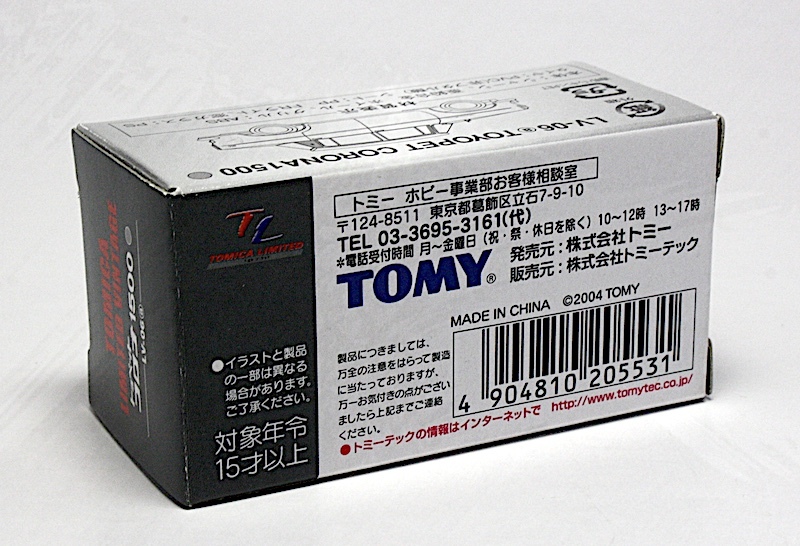 LV-06ⓐTOYOPET CORONA1500
TL
TOMICA LIMITED
TOMICA
LIMITED VINTAGE
●イラストと製品
の一部は異なる
場合があります。
ご了承ください。
対象年令
15才以上
トミー ホビー事業部お客様相談室
〒124-8511 東京都葛飾区立石7-9-10
TEL 03-3695-3161(代)
*電話受付時間 月〜金曜日(祝・祭・休日を除く)10〜12時 13〜17時
TOMY®
発売元:株式会社トミー
販売元:株式会社トミーテック
MADE IN CHINA ©2004 TOMY
製品につきましては、
万全の注意をはらって製造
に当たっておりますが、
万一お気付きの点がござい
ましたら上記までご連絡
ください。
4 904810 205531
●トミーテックの情報はインターネットで http://www.tomytec.co.jp/